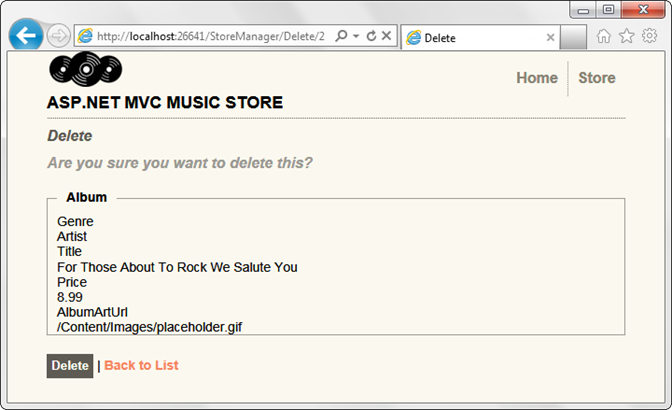 http://localhost:26641/StoreManager/Delete/2
Delete
Home
Store
ASP.NET MVC MUSIC STORE
Delete
Are you sure you want to delete this?
Album
Genre
Artist
Title
For Those About To Rock We Salute You
Price
8.99
AlbumArtUrl
/Content/Images/placeholder.gif
Delete | Back to List